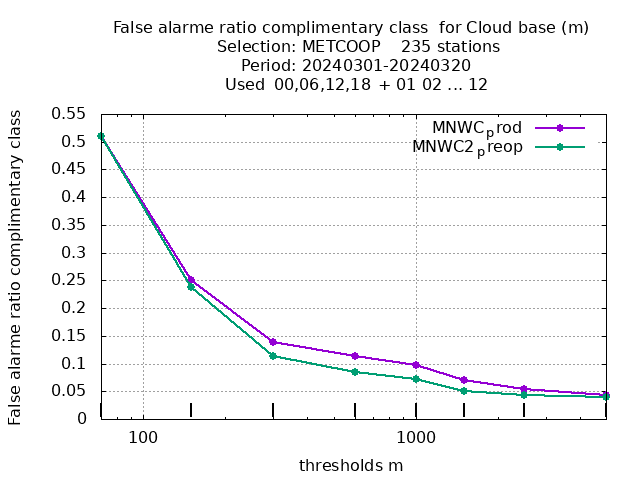 False alarme ratio complimentary class  for Cloud base (m)
Selection: METCOOP    235 stations
Period: 20240301-20240320
Used  00,06,12,18 + 01 02 ... 12
False alarme ratio complimentary class
0.55
0.5
0.45
0.4
0.35
0.3
0.25
0.2
0.15
0.1
0.05
0
MNWCprod
MNWC2preop
100
1000
thresholds m